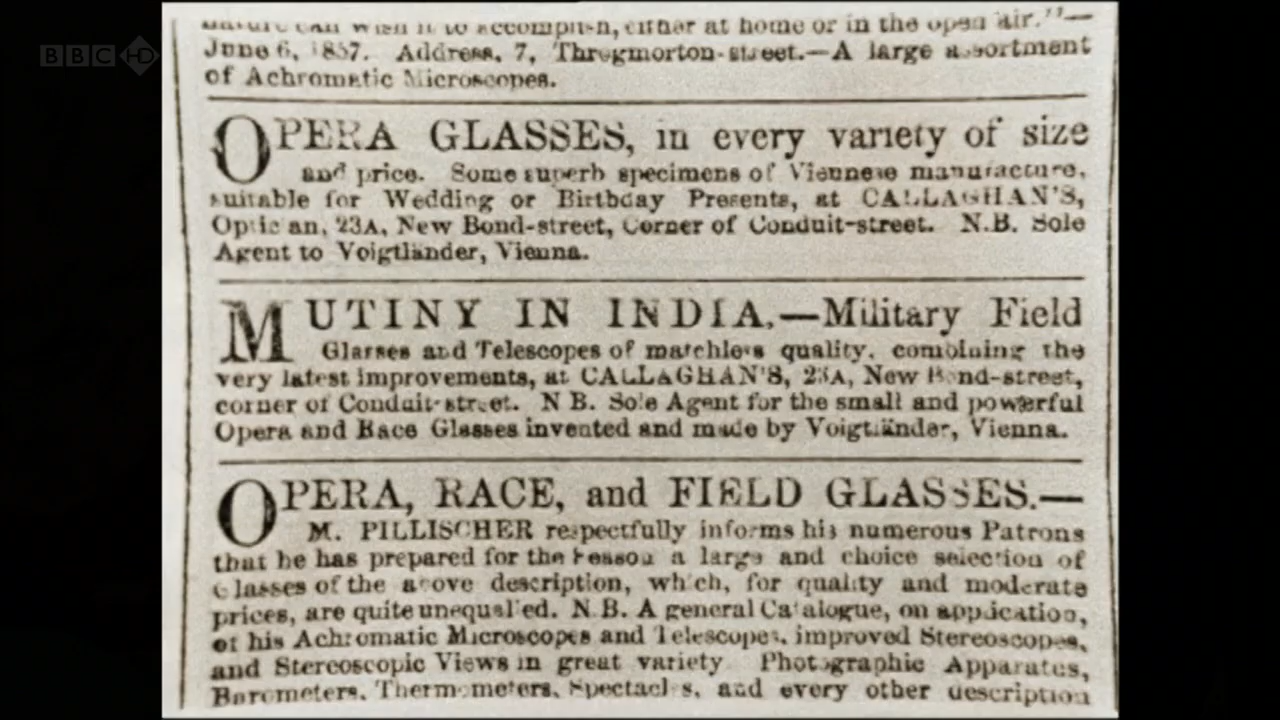 BBC HD
nature can wish it to accomplish, either at home or in the open air."—
June 6, 1857. Address, 7, Throgmorton-street.—A large assortment
of Achromatic Microscopes.
OPERA GLASSES, in every variety of size
and price. Some superb specimens of Viennese manufacture,
suitable for Wedding or Birthday Presents, at CALLAGHAN'S,
Optician, 23A, New Bond-street, Corner of Conduit-street. N.B. Sole
Agent to Voigtländer, Vienna.
MUTINY IN INDIA.—Military Field
Glasses and Telescopes of matchless quality, combining the
very latest improvements, at CALLAGHAN'S, 23A, New Bond-street,
corner of Conduit-street. N B. Sole Agent for the small and powerful
Opera and Race Glasses invented and made by Voigtländer, Vienna.
OPERA, RACE, and FIELD GLASSES.—
M. PILLISCHER respectfully informs his numerous Patrons
that he has prepared for the season a large and choice selection of
Glasses of the above description, which, for quality and moderate
prices, are quite unequalled. N.B. A general Catalogue, on application,
of his Achromatic Microscopes and Telescopes, improved Stereoscopes,
and Stereoscopic Views in great variety Photographic Apparatus,
Barometers, Thermometers, Spectacles, and every other description